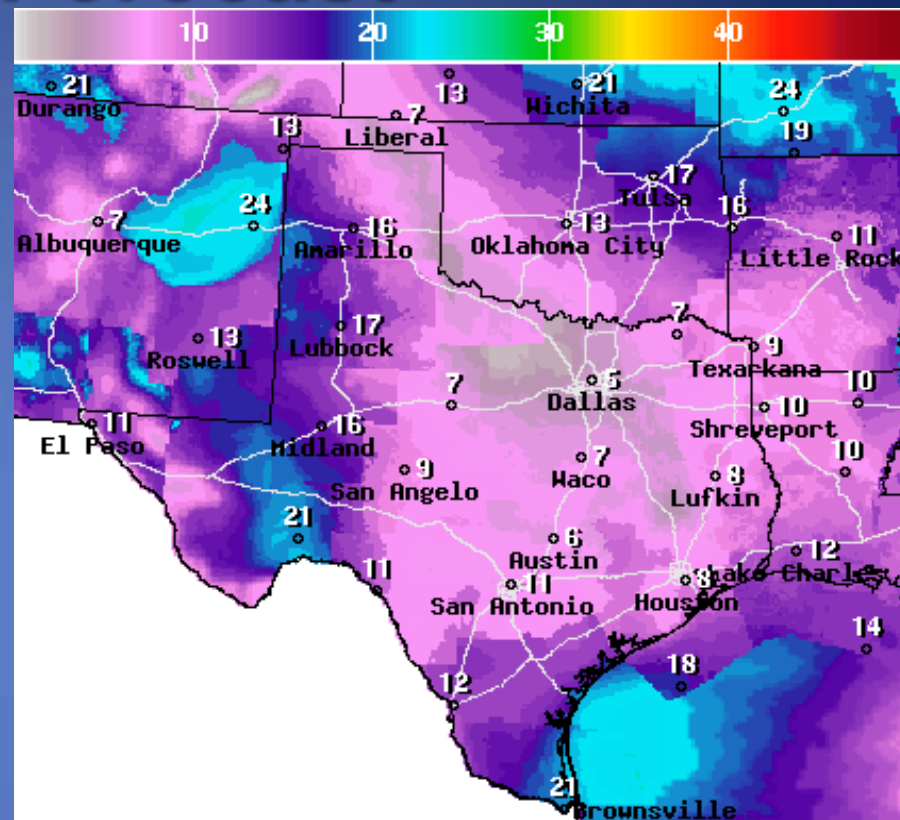 10 20 30 40
21 13 21 24
Durango Wichita
7
Liberal
13 19
17
Tulsa
7 24 16 13 16 11
Albuquerque Amarillo Oklahoma City Little Rock
13 17 7 9
Roswell Lubbock Texarkana
5
Dallas
7 10 10
Shreveport
11 16
El Paso Midland
9 7 8 10
San Angelo Waco Lufkin
21 6 12
Austin
11 11 8 Lake Charles
San Antonio Houston
14
18
12
21
Brownsville